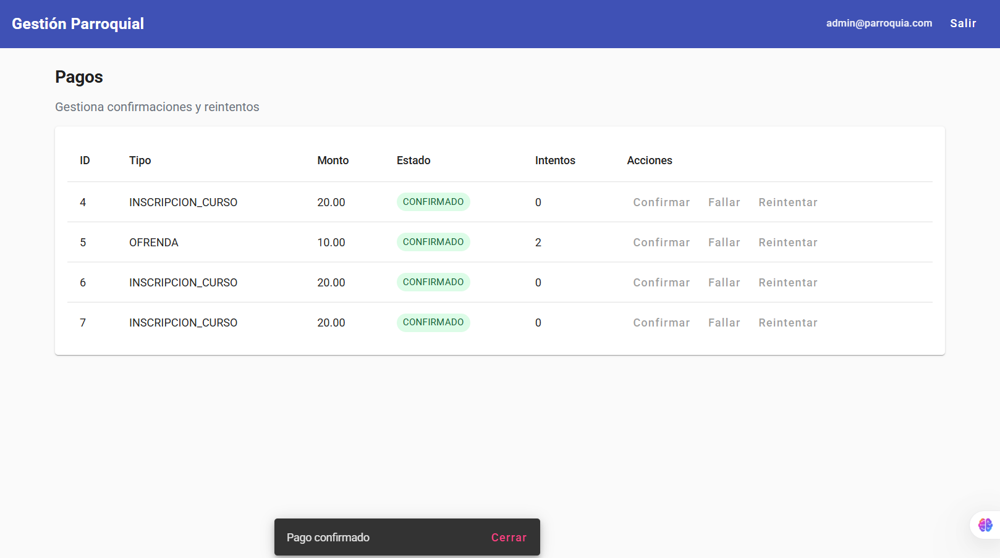 Gestión Parroquial admin@parroquia.com Salir
Pagos
Gestiona confirmaciones y reintentos
ID Tipo Monto Estado Intentos Acciones
4 INSCRIPCION_CURSO 20.00 CONFIRMADO 0 Confirmar Fallar Reintentar
5 OFRENDA 10.00 CONFIRMADO 2 Confirmar Fallar Reintentar
6 INSCRIPCION_CURSO 20.00 CONFIRMADO 0 Confirmar Fallar Reintentar
7 INSCRIPCION_CURSO 20.00 CONFIRMADO 0 Confirmar Fallar Reintentar
Pago confirmado Cerrar